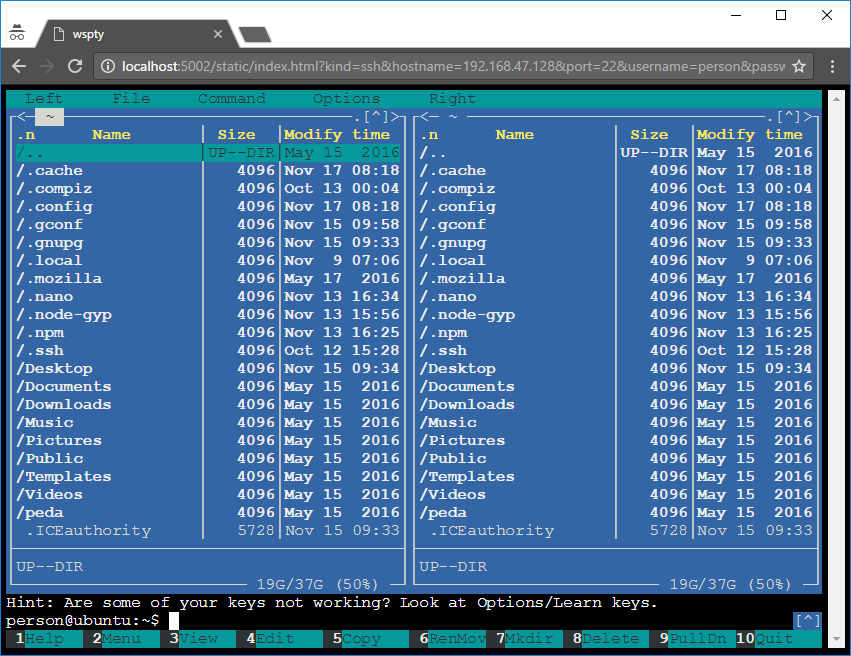 wspty
localhost:5002/static/index.html?kind=ssh&hostname=192.168.47.128&port=22&username=person&passw
Left File Command Options Right
<─ ~ .[^]> <─ ~ .[^]>
.n Name Size Modify time .n Name Size Modify time
/.. UP--DIR May 15 2016 /.. UP--DIR May 15 2016
/.cache 4096 Nov 17 08:18 /.cache 4096 Nov 17 08:18
/.compiz 4096 Oct 13 00:04 /.compiz 4096 Oct 13 00:04
/.config 4096 Nov 17 08:18 /.config 4096 Nov 17 08:18
/.gconf 4096 Nov 15 09:58 /.gconf 4096 Nov 15 09:58
/.gnupg 4096 Nov 15 09:33 /.gnupg 4096 Nov 15 09:33
/.local 4096 Nov 9 07:06 /.local 4096 Nov 9 07:06
/.mozilla 4096 May 17 2016 /.mozilla 4096 May 17 2016
/.nano 4096 Nov 13 16:34 /.nano 4096 Nov 13 16:34
/.node-gyp 4096 Nov 13 15:56 /.node-gyp 4096 Nov 13 15:56
/.npm 4096 Nov 13 16:25 /.npm 4096 Nov 13 16:25
/.ssh 4096 Oct 12 15:28 /.ssh 4096 Oct 12 15:28
/Desktop 4096 Nov 15 09:34 /Desktop 4096 Nov 15 09:34
/Documents 4096 May 15 2016 /Documents 4096 May 15 2016
/Downloads 4096 May 15 2016 /Downloads 4096 May 15 2016
/Music 4096 May 15 2016 /Music 4096 May 15 2016
/Pictures 4096 May 15 2016 /Pictures 4096 May 15 2016
/Public 4096 May 15 2016 /Public 4096 May 15 2016
/Templates 4096 May 15 2016 /Templates 4096 May 15 2016
/Videos 4096 May 15 2016 /Videos 4096 May 15 2016
/peda 4096 May 15 2016 /peda 4096 May 15 2016
.ICEauthority 5728 Nov 15 09:33 .ICEauthority 5728 Nov 15 09:33
UP--DIR UP--DIR
19G/37G (50%) 19G/37G (50%)
Hint: Are some of your keys not working? Look at Options/Learn keys.
person@ubuntu:~$ [^]
1Help 2Menu 3View 4Edit 5Copy 6RenMov 7Mkdir 8Delete 9PullDn 10Quit